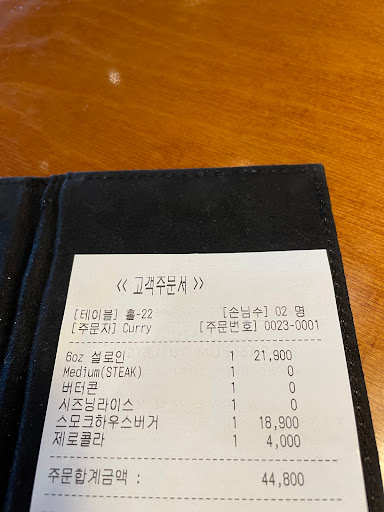 << 고객주문서 >>
[테이블] 홀-22 [손님수] 02 명
[주문자] Curry [주문번호] 0023-0001
6oz 설로인 1 21,900
Medium(STEAK) 1 0
버터콘 1 0
시즈닝라이스 1 0
스모크하우스버거 1 18,900
제로콜라 1 4,000
주문합계금액 : 44,800